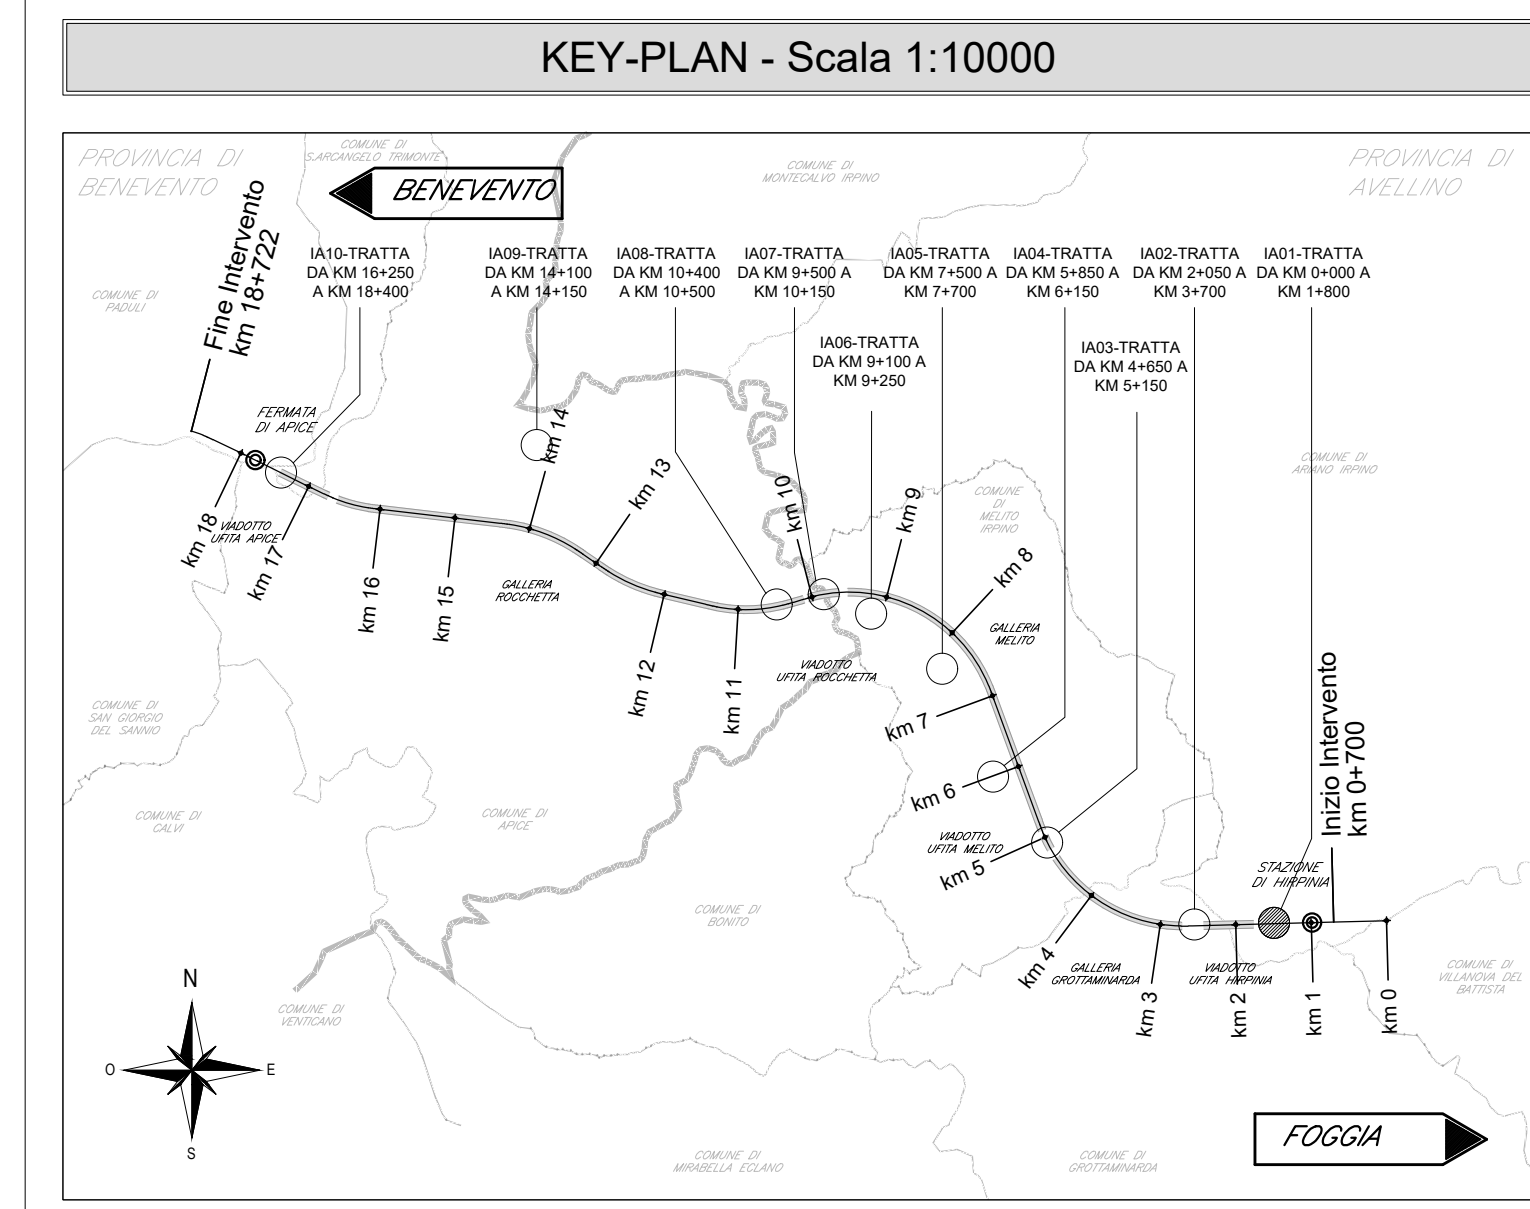 KEY-PLAN - Scala 1:10000
PROVINCIA DI
BENEVENTO
COMUNE DI
S.ARCANGELO TRIMONTE
BENEVENTO
COMUNE DI
MONTECALVO IRPINO
PROVINCIA DI
AVELLINO
Fine Intervento
km 18+722
COMUNE DI
PADULI
IA10-TRATTA
DA KM 16+250
A KM 18+400
IA09-TRATTA
DA KM 14+100
A KM 14+150
IA08-TRATTA
DA KM 10+400
A KM 10+500
IA07-TRATTA
DA KM 9+500 A
KM 10+150
IA05-TRATTA
DA KM 7+500 A
KM 7+700
IA04-TRATTA
DA KM 5+850 A
KM 6+150
IA02-TRATTA
DA KM 2+050 A
KM 3+700
IA01-TRATTA
DA KM 0+000 A
KM 1+800
IA06-TRATTA
DA KM 9+100 A
KM 9+250
IA03-TRATTA
DA KM 4+650 A
KM 5+150
FERMATA
DI APICE
km 14
km 13
km 10
km 9
COMUNE DI
ARIANO IRPINO
COMUNE
DI
MELITO
IRPINO
km 18
VIADOTTO
UFITA APICE
km 17
km 16
km 15
GALLERIA
ROCCHETTA
km 8
GALLERIA
MELITO
km 12
km 11
VIADOTTO
UFITA ROCCHETTA
km 7
COMUNE DI
SAN GIORGIO
DEL SANNIO
Inizio Intervento
km 0+700
km 6
COMUNE DI
CALVI
COMUNE DI
APICE
VIADOTTO
UFITA MELITO
km 5
STAZIONE
DI HIRPINIA
COMUNE DI
BONITO
km 4
GALLERIA
GROTTAMINARDA
km 3
VIADOTTO
UFITA HIRPINIA
km 2
km 1
km 0
COMUNE DI
VILLANOVA DEL
BATTISTA
COMUNE DI
VENTICANO
N
O
E
S
FOGGIA
COMUNE DI
MIRABELLA ECLANO
COMUNE DI
GROTTAMINARDA